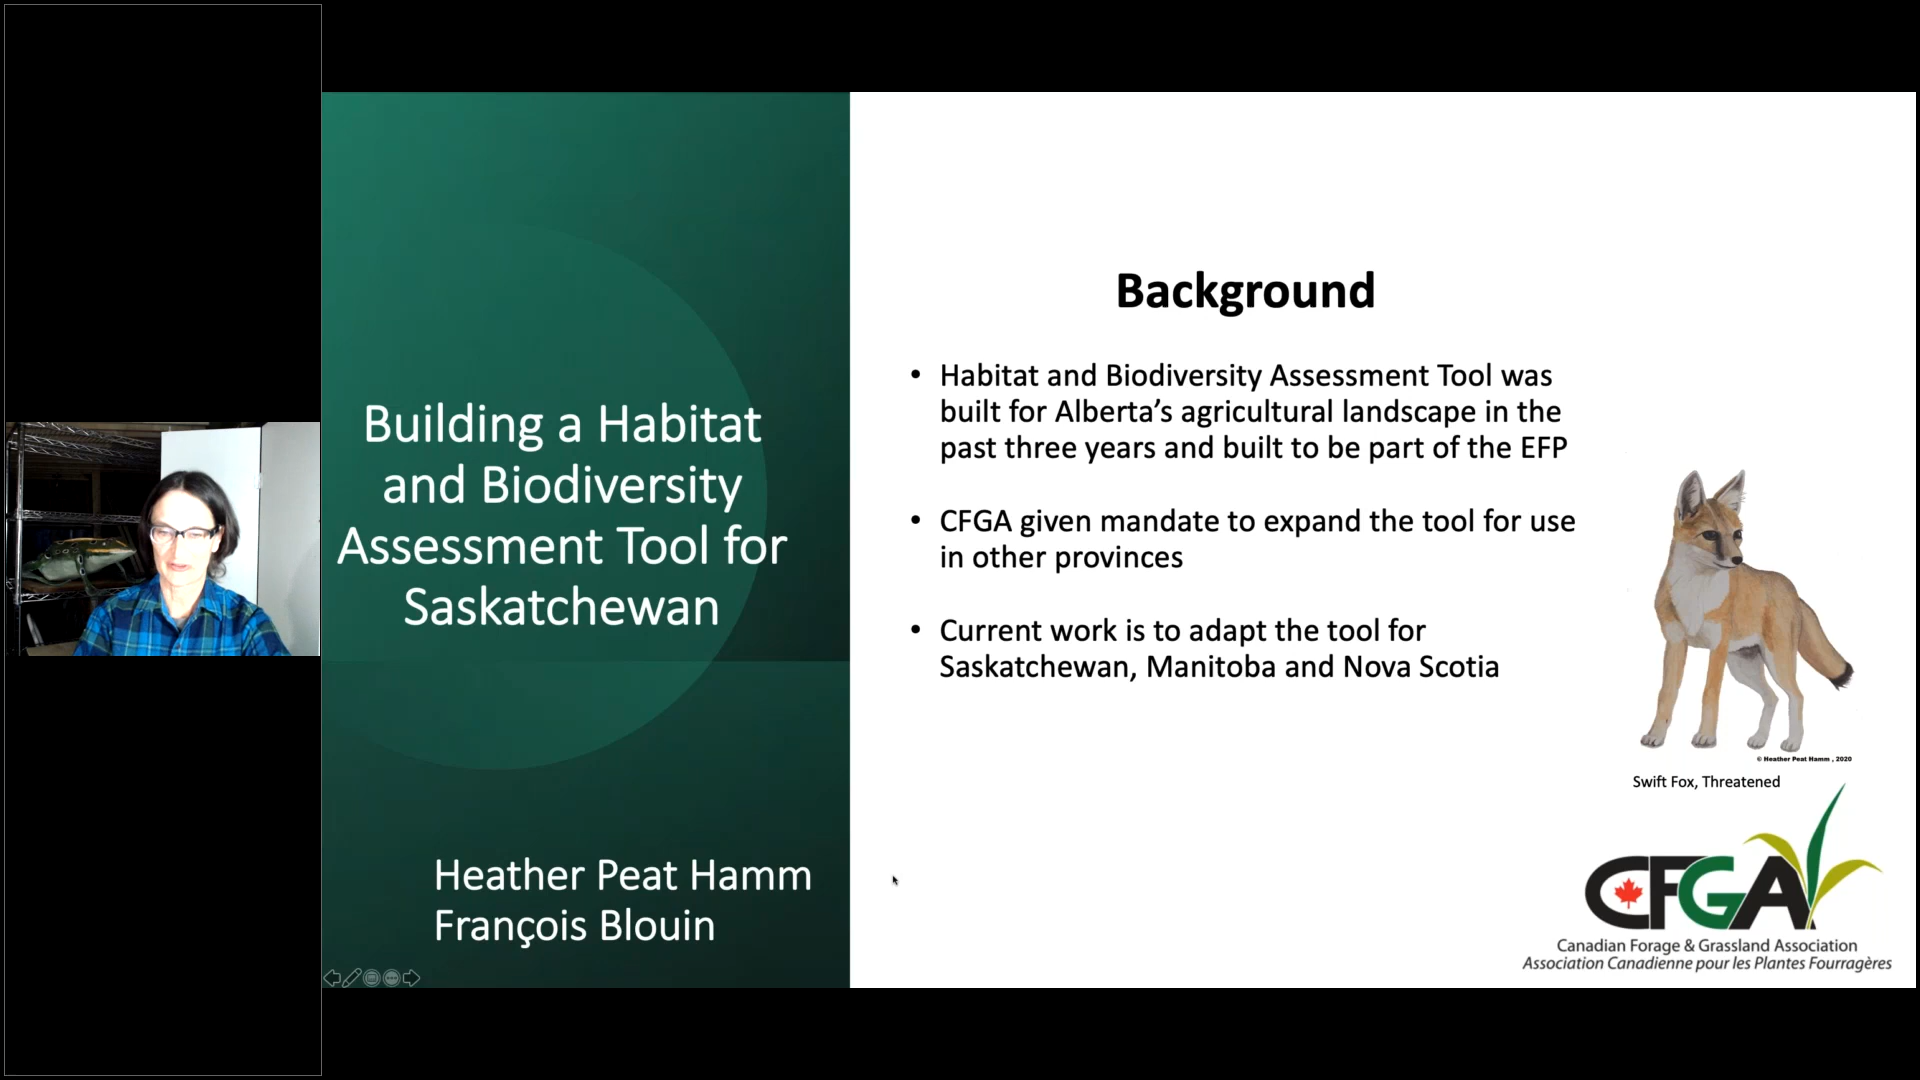 Building a Habitat
and Biodiversity
Assessment Tool for
Saskatchewan
Heather Peat Hamm
François Blouin
Background
• Habitat and Biodiversity Assessment Tool was
built for Alberta’s agricultural landscape in the
past three years and built to be part of the EFP
• CFGA given mandate to expand the tool for use
in other provinces
• Current work is to adapt the tool for
Saskatchewan, Manitoba and Nova Scotia
© Heather Peat Hamm , 2020
Swift Fox, Threatened
CFGA
Canadian Forage & Grassland Association
Association Canadienne pour les Plantes Fourragères